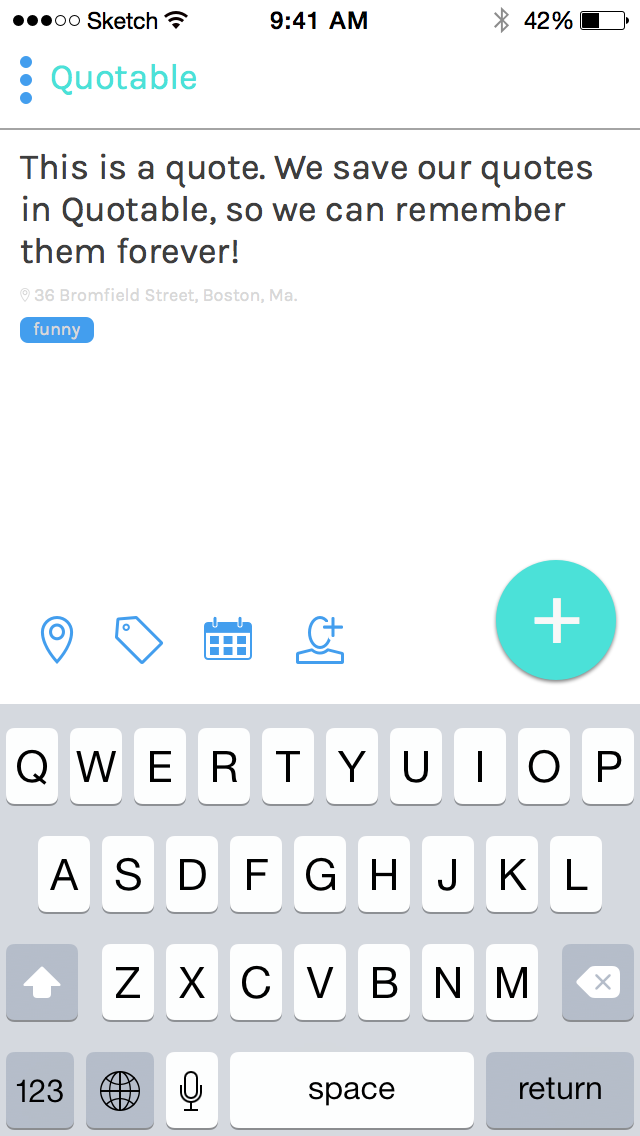 Sketch 9:41 AM 42%
Quotable
This is a quote. We save our quotes
in Quotable, so we can remember
them forever!
36 Bromfield Street, Boston, Ma.
funny
Q W E R T Y U I O P
A S D F G H J K L
Z X C V B N M
123 space return